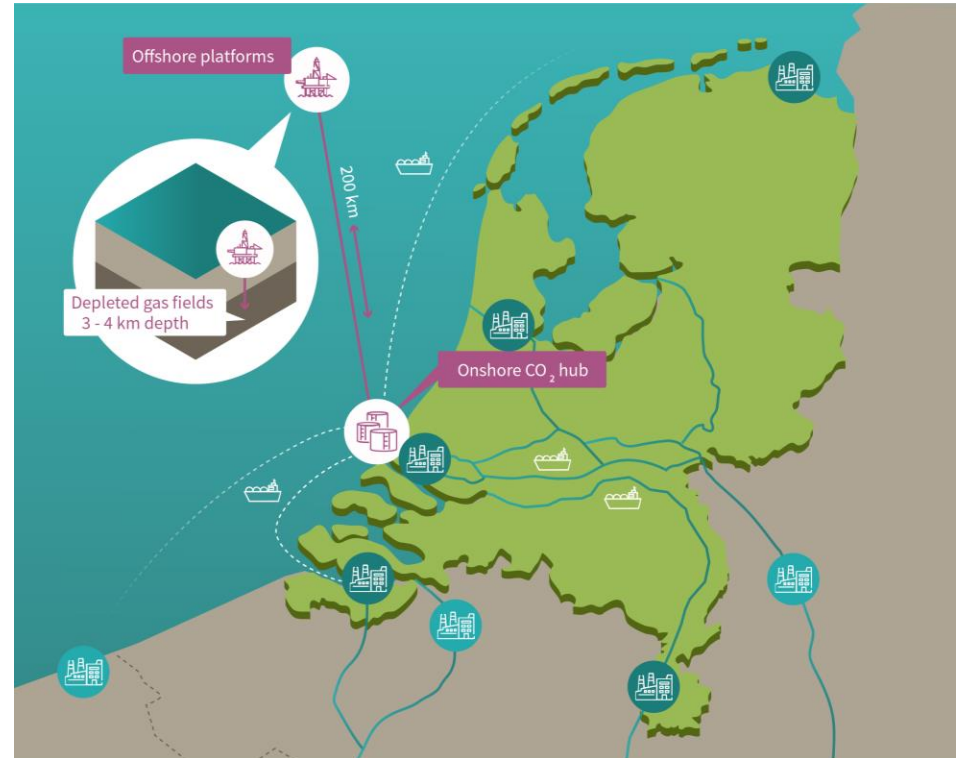 Offshore platforms
200 km
Depleted gas fields
3 - 4 km depth
Onshore CO₂ hub